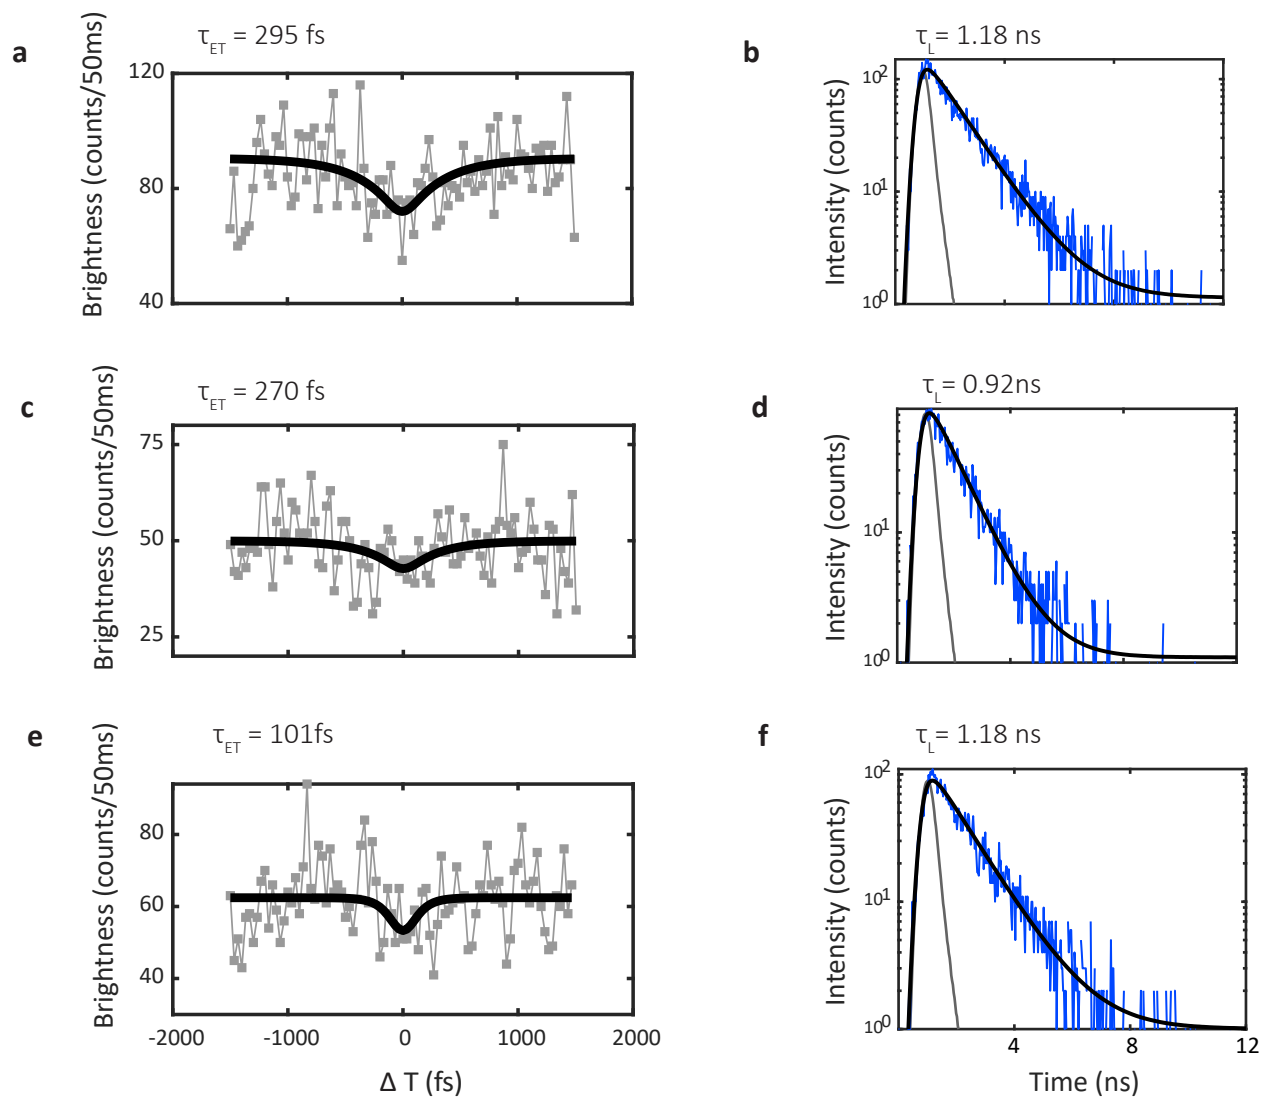 a
τET = 295 fs
Brightness (counts/50ms)
120
80
40
b
τL= 1.18 ns
Intensity (counts)
10²
10¹
10⁰
c
τET = 270 fs
Brightness (counts/50ms)
75
50
25
d
τL= 0.92ns
Intensity (counts)
10¹
10⁰
e
τET = 101fs
Brightness (counts/50ms)
80
60
40
-2000 -1000 0 1000 2000
Δ T (fs)
f
τL= 1.18 ns
Intensity (counts)
10²
10¹
10⁰
4 8 12
Time (ns)